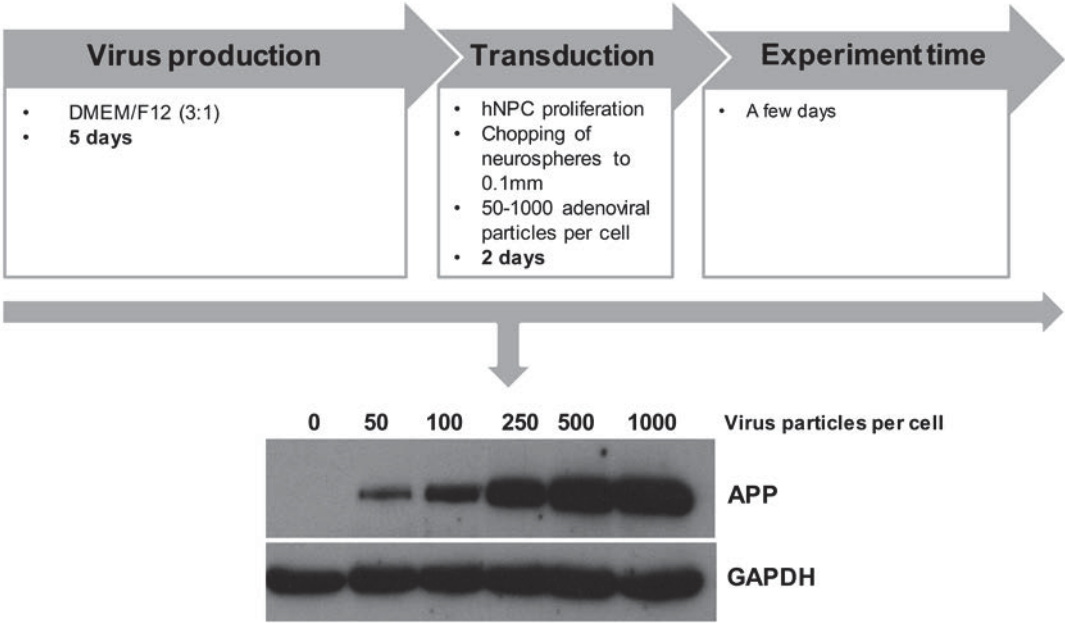 Virus production
Transduction
Experiment time
• DMEM/F12 (3:1)
• 5 days
• hNPC proliferation
• Chopping of
neurospheres to
0.1mm
• 50-1000 adenoviral
particles per cell
• 2 days
• A few days
0 50 100 250 500 1000 Virus particles per cell
APP
GAPDH